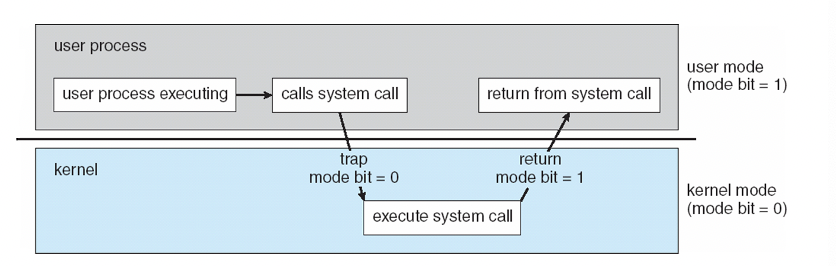 user process
user process executing
calls system call
return from system call
user mode
(mode bit = 1)
kernel
trap
mode bit = 0
return
mode bit = 1
execute system call
kernel mode
(mode bit = 0)